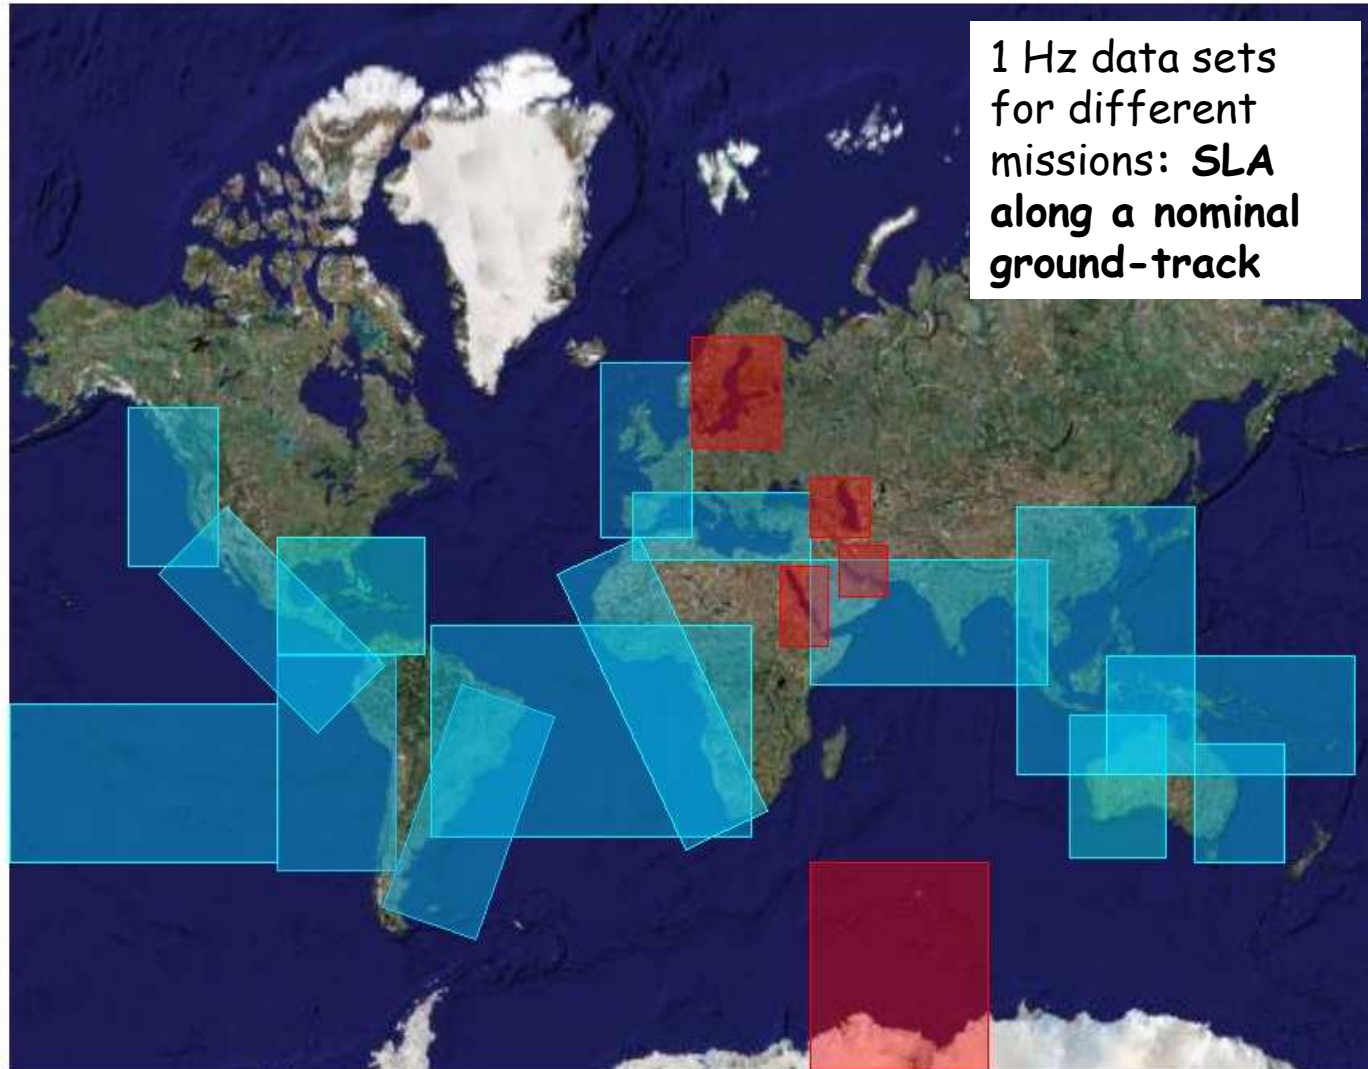 1 Hz data sets
for different
missions: SLA
along a nominal
ground-track